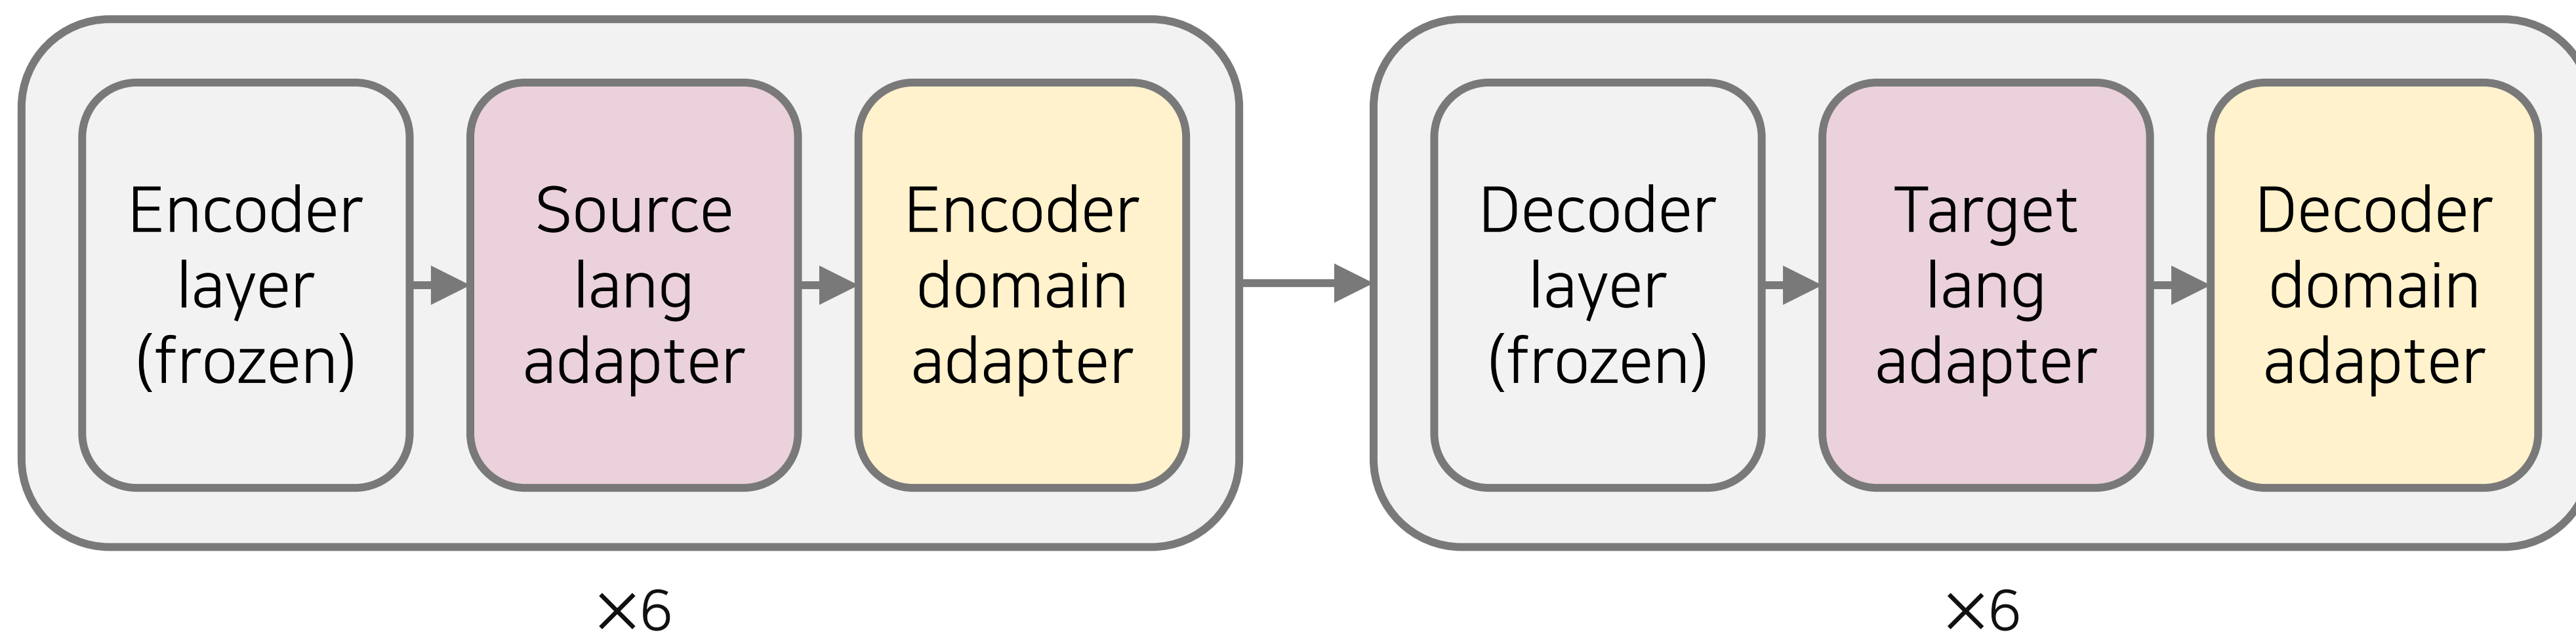 Encoder
layer
(frozen)
Source
lang
adapter
Encoder
domain
adapter
Decoder
layer
(frozen)
Target
lang
adapter
Decoder
domain
adapter
×6
×6